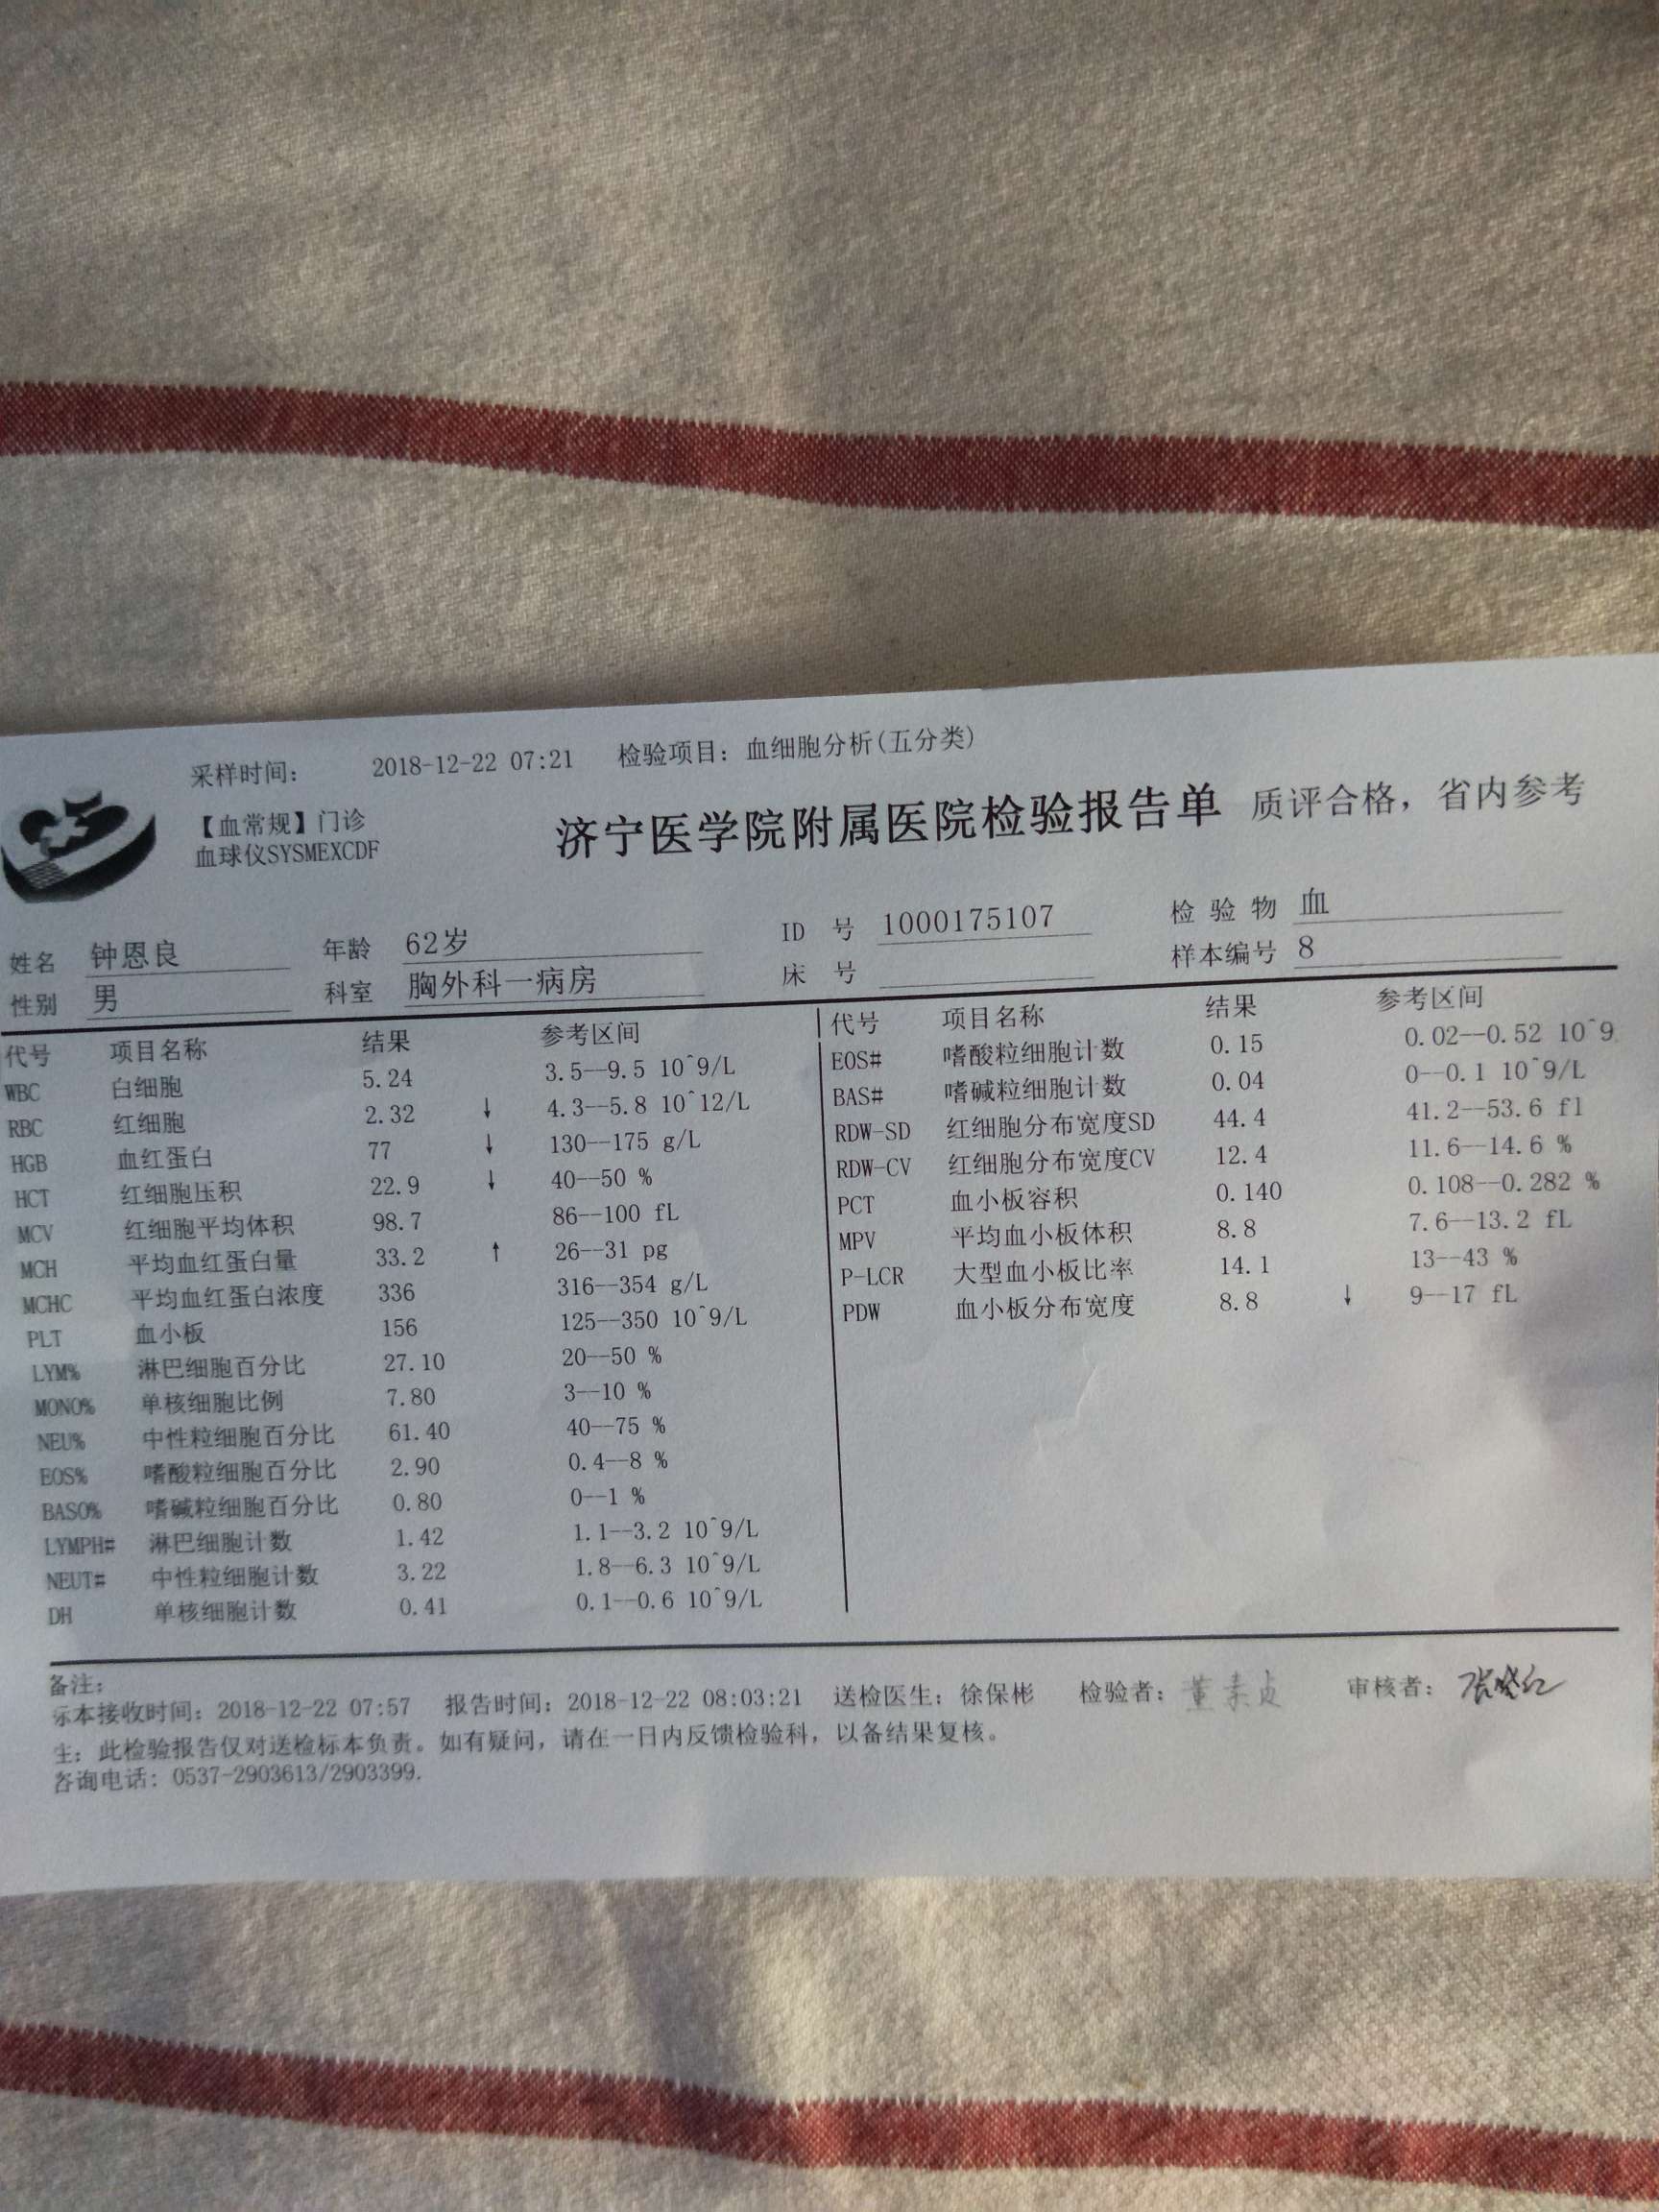 采样时间: 2018-12-22 07:21 检验项目: 血细胞分析(五分类)
【血常规】门诊
血球仪SYSMEXCDF
济宁医学院附属医院检验报告单 质评合格，省内参考
姓名 钟恩良 年龄 62岁 ID 号 1000175107 检 验 物 血
性别 男 科室 胸外科一病房 床 号 样本编号 8
代号 项目名称 结果 参考区间
WBC 白细胞 5.24 3.5--9.5 10^9/L
RBC 红细胞 2.32 ↓ 4.3--5.8 10^12/L
HGB 血红蛋白 77 ↓ 130--175 g/L
HCT 红细胞压积 22.9 ↓ 40--50 %
MCV 红细胞平均体积 98.7 86--100 fL
MCH 平均血红蛋白量 33.2 ↑ 26--31 pg
MCHC 平均血红蛋白浓度 336 316--354 g/L
PLT 血小板 156 125--350 10^9/L
LYM% 淋巴细胞百分比 27.10 20--50 %
MONO% 单核细胞比例 7.80 3--10 %
NEU% 中性粒细胞百分比 61.40 40--75 %
EOS% 嗜酸粒细胞百分比 2.90 0.4--8 %
BASO% 嗜碱粒细胞百分比 0.80 0--1 %
LYMPH# 淋巴细胞计数 1.42 1.1--3.2 10^9/L
NEUT# 中性粒细胞计数 3.22 1.8--6.3 10^9/L
DH 单核细胞计数 0.41 0.1--0.6 10^9/L
代号 项目名称 结果 参考区间
EOS# 嗜酸粒细胞计数 0.15 0.02--0.52 10^9
BAS# 嗜碱粒细胞计数 0.04 0--0.1 10^9/L
RDW-SD 红细胞分布宽度SD 44.4 41.2--53.6 fl
RDW-CV 红细胞分布宽度CV 12.4 11.6--14.6 %
PCT 血小板容积 0.140 0.108--0.282 %
MPV 平均血小板体积 8.8 7.6--13.2 fL
P-LCR 大型血小板比率 14.1 13--43 %
PDW 血小板分布宽度 8.8 ↓ 9--17 fL
备注:
本接收时间: 2018-12-22 07:57 报告时间: 2018-12-22 08:03:21 送检医生: 徐保彬 检验者: 审核者:
: 此检验报告仅对送检标本负责。如有疑问，请在一日内反馈检验科，以备结果复核。
咨询电话: 0537-2903613/2903399.